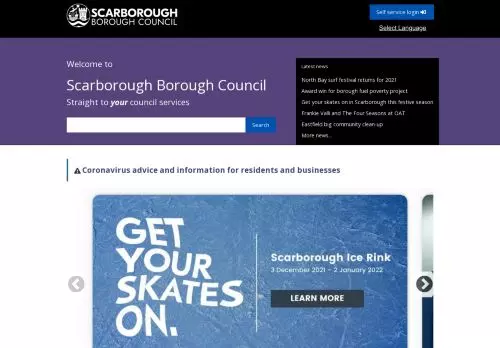 SCARBOROUGH
BOROUGH COUNCIL
Self service login
Select Language
Welcome to
Scarborough Borough Council
Straight to your council services
Search
Latest news
North Bay surf festival returns for 2021
Award win for borough fuel poverty project
Get your skates on in Scarborough this festive season
Frankie Valli and The Four Seasons at OAT
Eastfield big community clean-up
More news...
Coronavirus advice and information for residents and businesses
GET
YOUR
SKATES
ON.
Scarborough Ice Rink
3 December 2021 - 2 January 2022
LEARN MORE